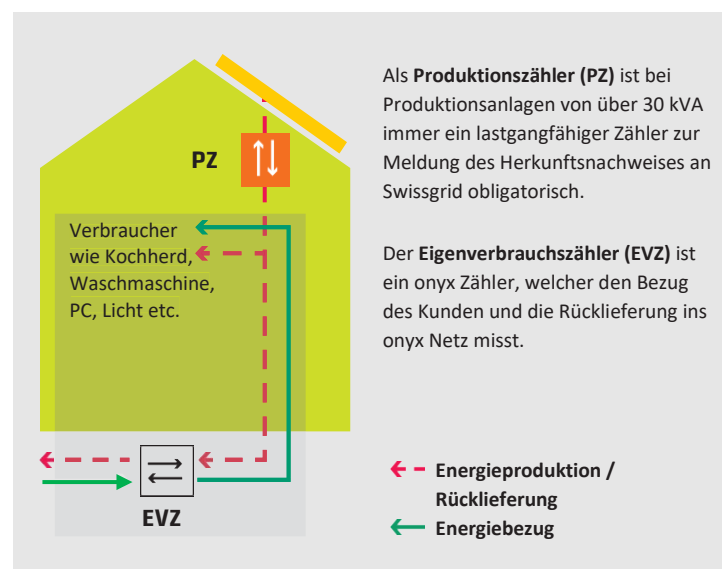 Als Produktionszähler (PZ) ist bei
Produktionsanlagen von über 30 kVA
immer ein lastgangfähiger Zähler zur
Meldung des Herkunftsnachweises an
Swissgrid obligatorisch.
PZ
Verbraucher
wie Kochherd,
Waschmaschine,
PC, Licht etc.
Der Eigenverbrauchszähler (EVZ) ist
ein onyx Zähler, welcher den Bezug
des Kunden und die Rücklieferung ins
onyx Netz misst.
EVZ
Energieproduktion /
Rücklieferung
Energiebezug